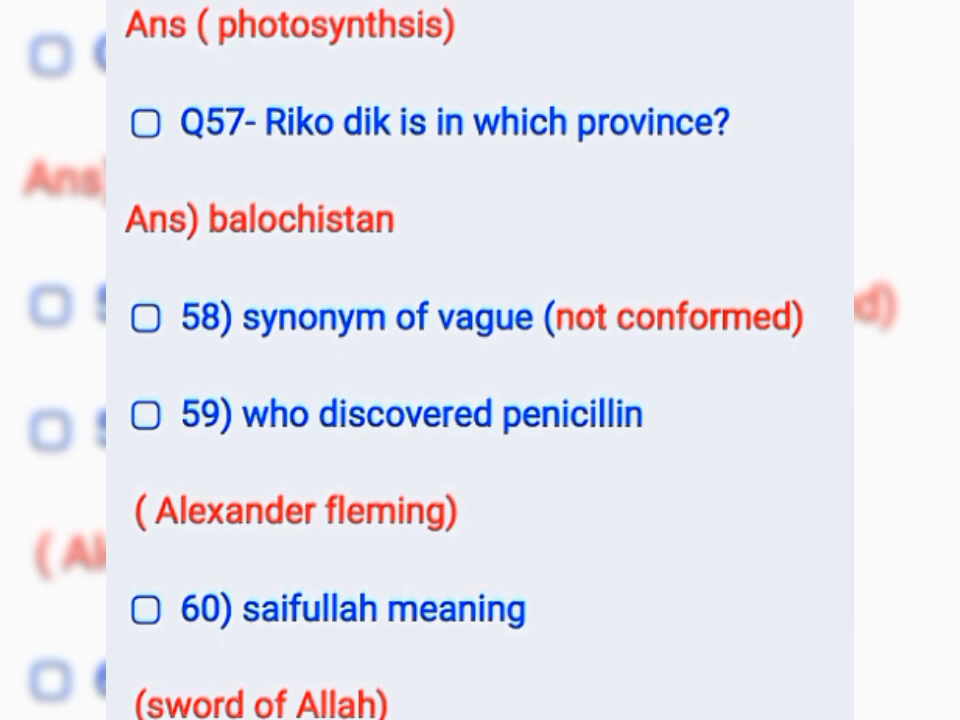 Ans ( photosynthsis)
▢ Q57- Riko dik is in which province?
Ans) balochistan
▢ 58) synonym of vague (not conformed)
▢ 59) who discovered penicillin
( Alexander fleming)
▢ 60) saifullah meaning
(sword of Allah)